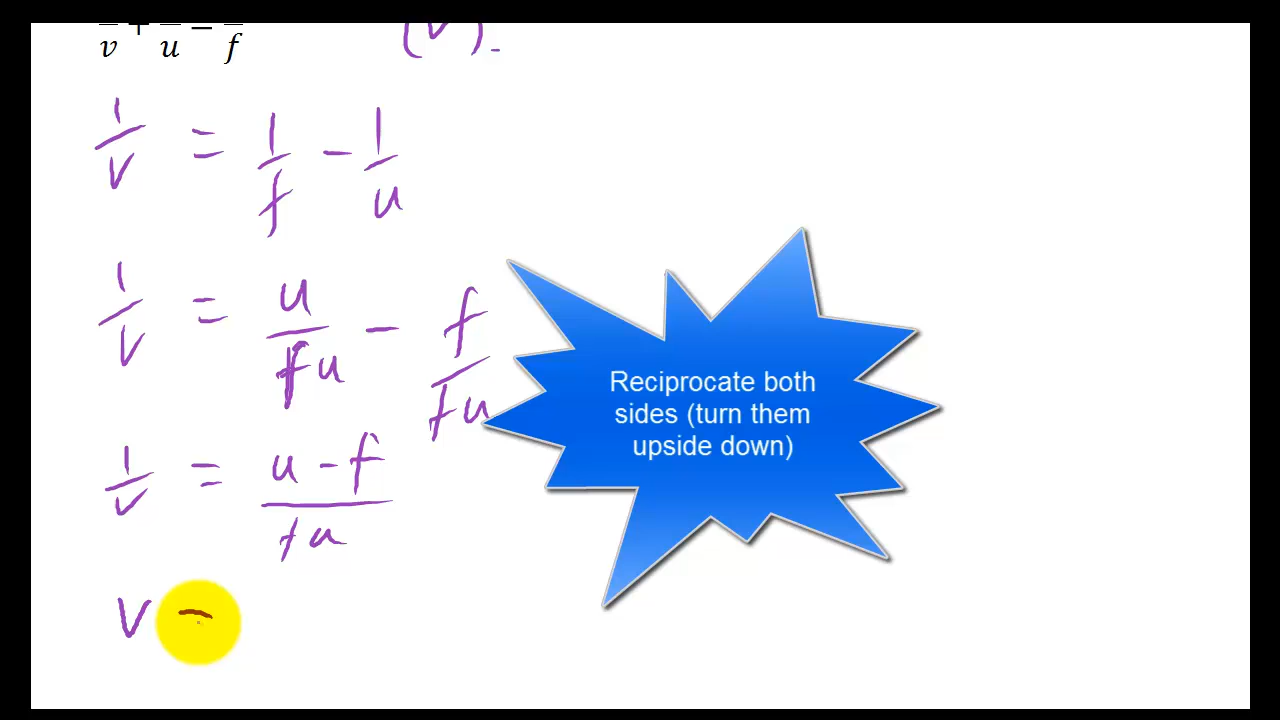 1/v + 1/u = 1/f (v).
1/v = 1/f - 1/u
1/v = u/fu - f/fu
Reciprocate both
sides (turn them
upside down)
1/v = u - f/fu
v =